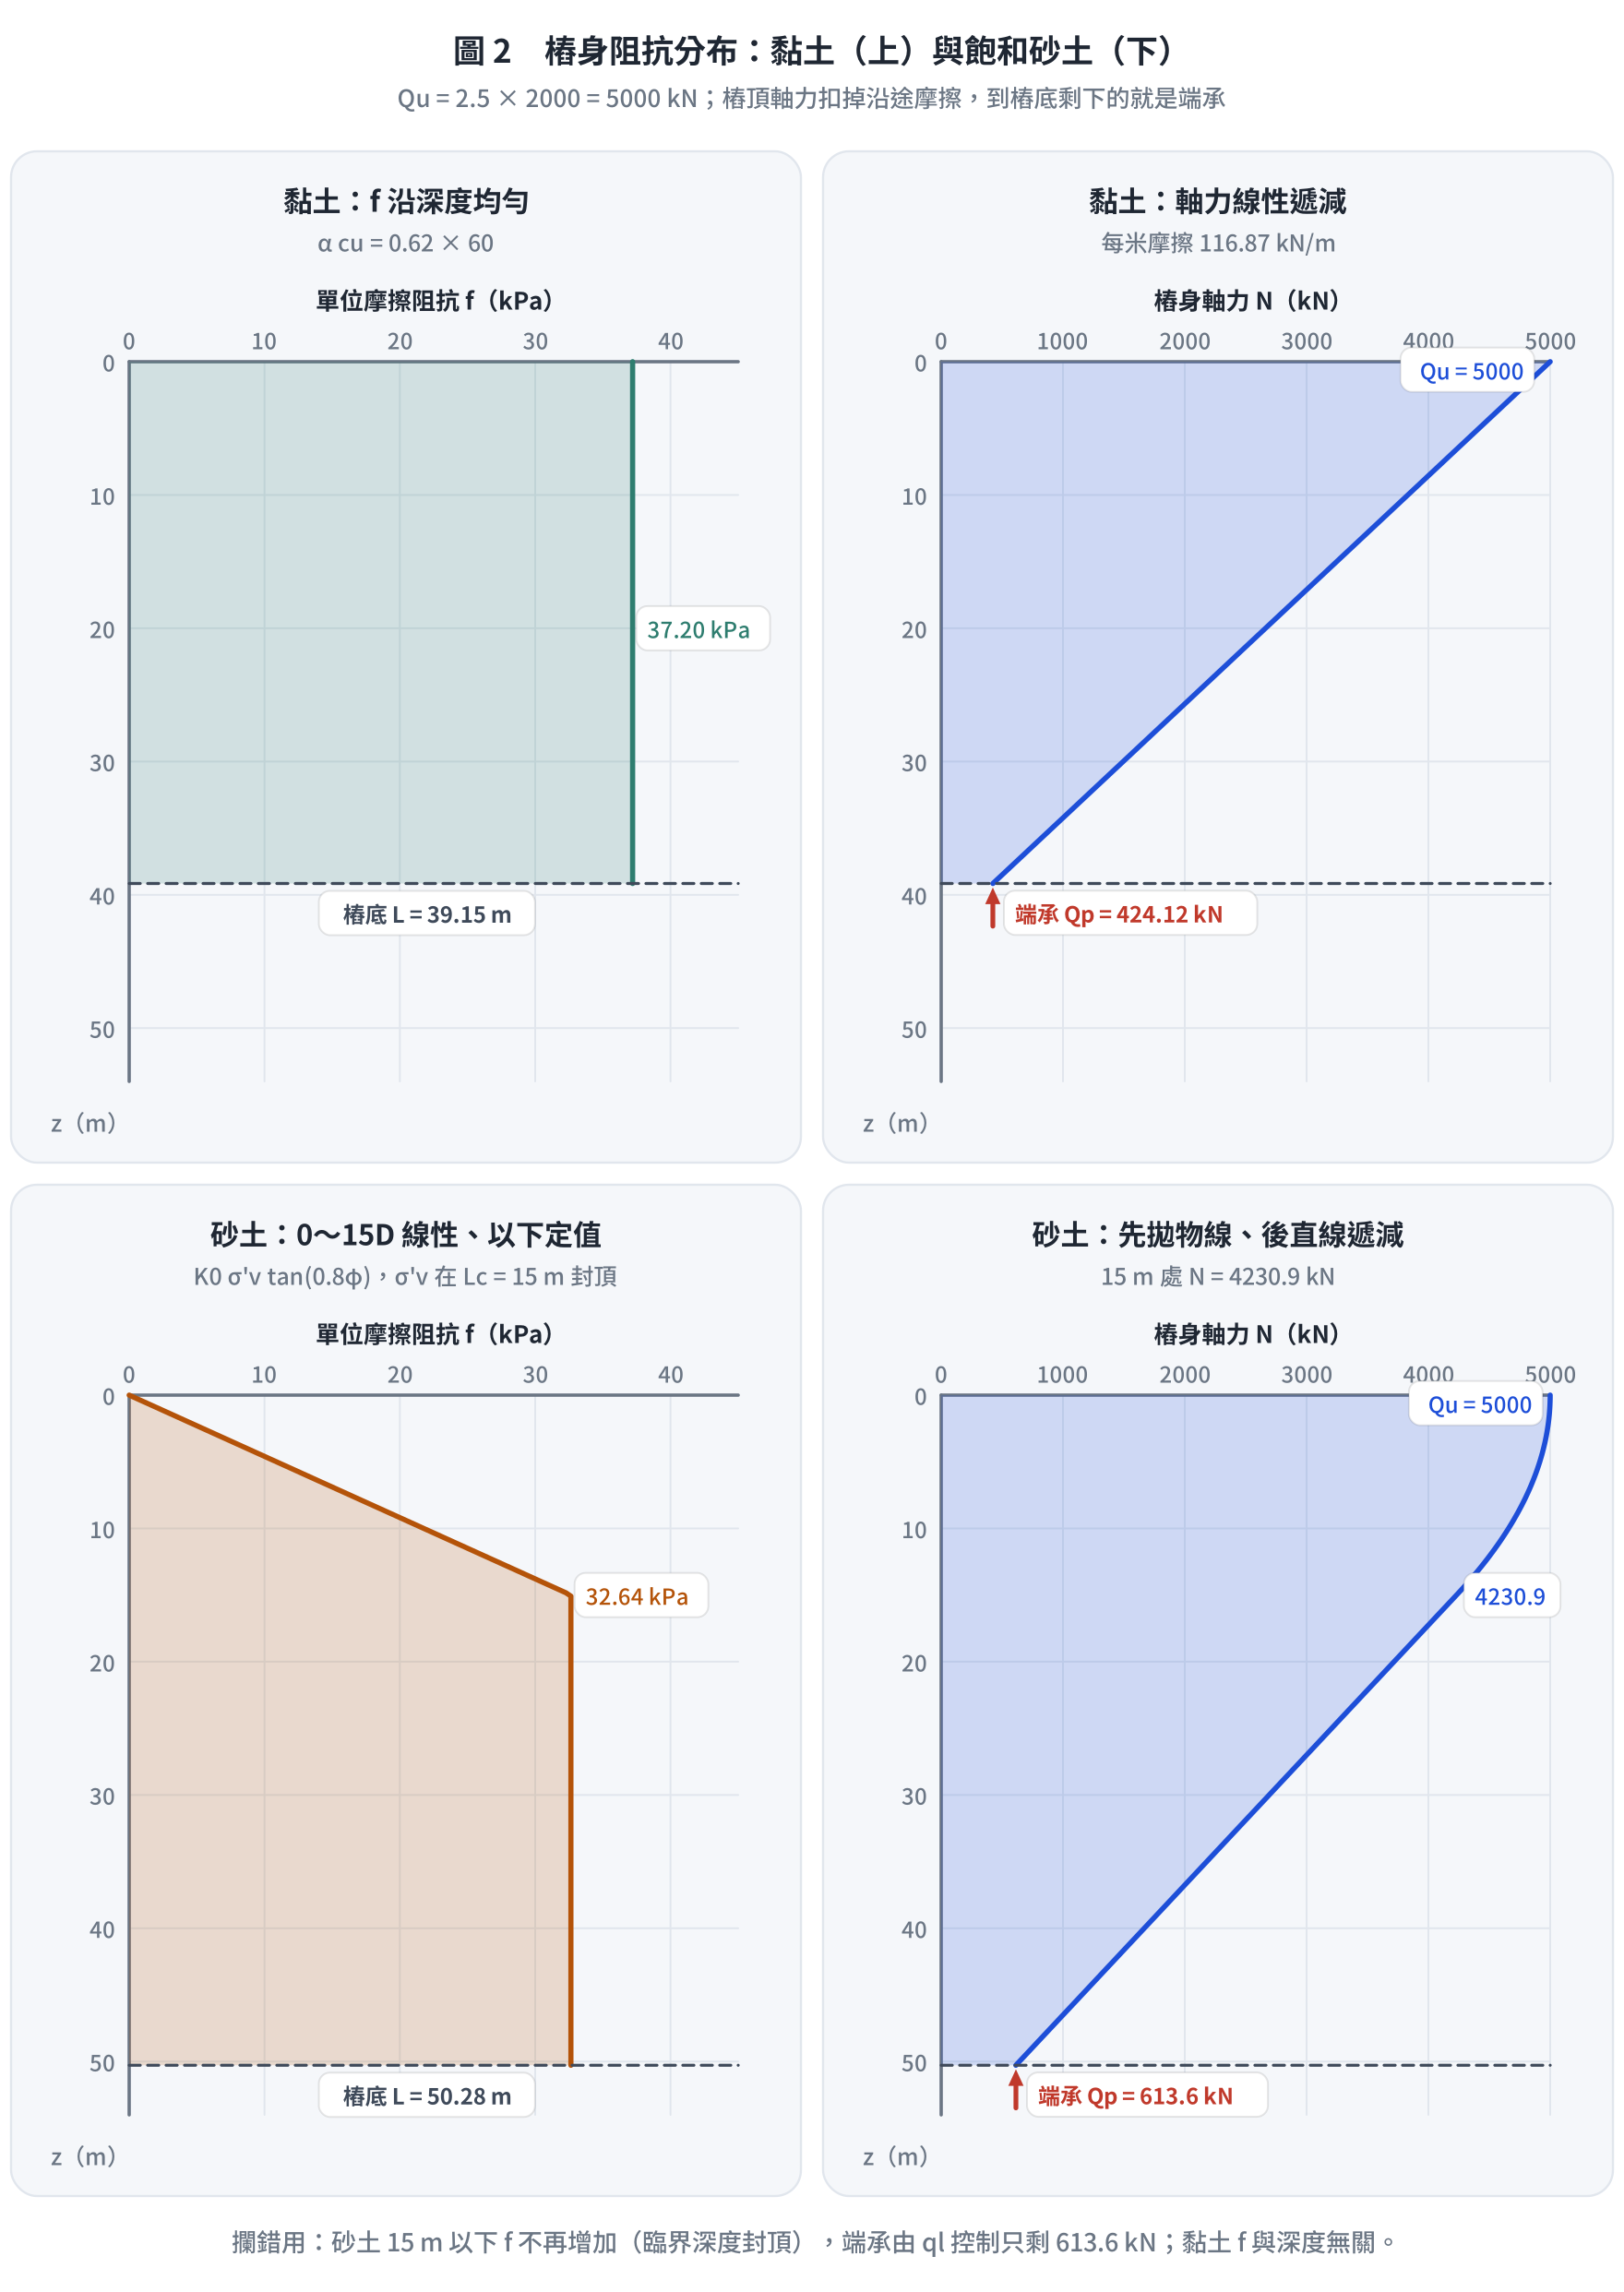 圖 2　樁身阻抗分布：黏土（上）與飽和砂土（下）
Qu = 2.5 × 2000 = 5000 kN；樁頂軸力扣掉沿途摩擦，到樁底剩下的就是端承
黏土：f 沿深度均勻
α cu = 0.62 × 60
單位摩擦阻抗 f（kPa）
0 10 20 30 40
0
10
20
37.20 kPa
30
40
樁底 L = 39.15 m
50
z（m）
黏土：軸力線性遞減
每米摩擦 116.87 kN/m
樁身軸力 N（kN）
0 1000 2000 3000 4000 5000
0
Qu = 5000
10
20
30
40
端承 Qp = 424.12 kN
50
z（m）
砂土：0～15D 線性、以下定值
K0 σ'v tan(0.8ϕ)，σ'v 在 Lc = 15 m 封頂
單位摩擦阻抗 f（kPa）
0 10 20 30 40
0
10
32.64 kPa
20
30
40
50
樁底 L = 50.28 m
z（m）
砂土：先拋物線、後直線遞減
15 m 處 N = 4230.9 kN
樁身軸力 N（kN）
0 1000 2000 3000 4000 5000
0
Qu = 5000
10
4230.9
20
30
40
50
端承 Qp = 613.6 kN
z（m）
攔錯用：砂土 15 m 以下 f 不再增加（臨界深度封頂），端承由 ql 控制只剩 613.6 kN；黏土 f 與深度無關。